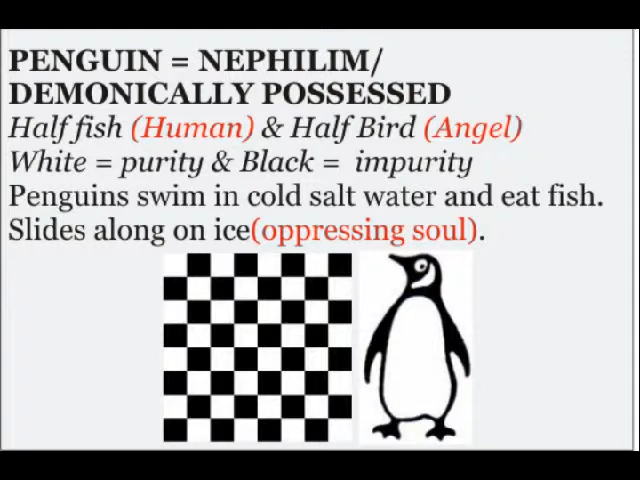 PENGUIN = NEPHILIM/
DEMONICALLY POSSESSED
Half fish (Human) & Half Bird (Angel)
White = purity & Black = impurity
Penguins swim in cold salt water and eat fish.
Slides along on ice(oppressing soul).